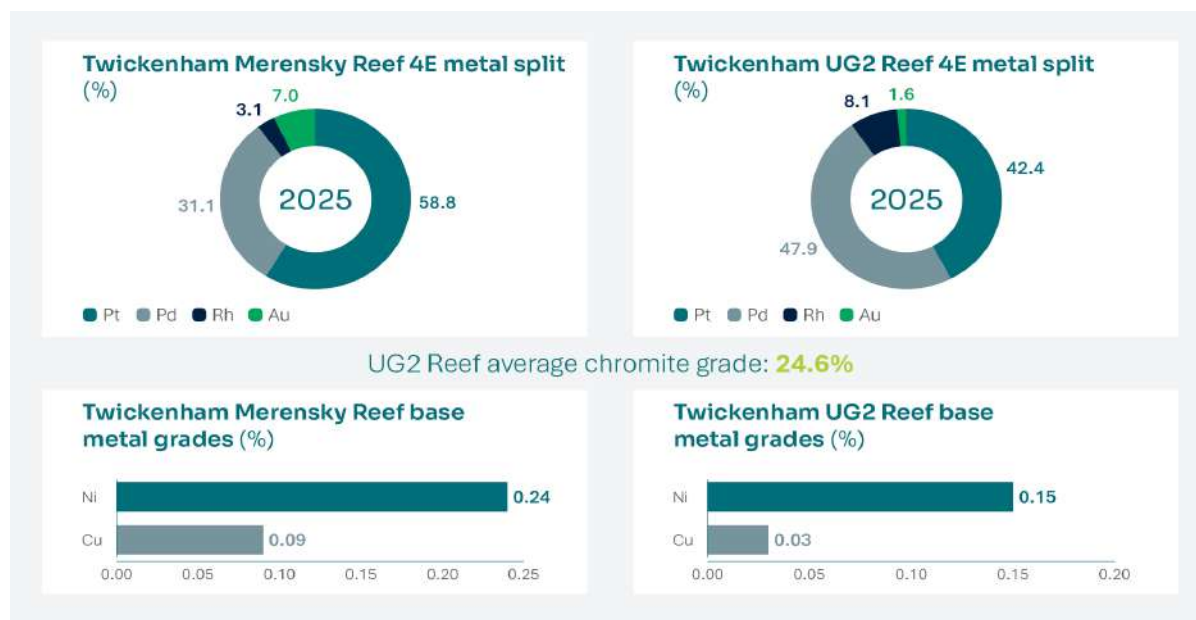 Twickenham Merensky Reef 4E metal split
(%)
7.0
3.1
31.1
2025
58.8
Pt Pd Rh Au
Twickenham UG2 Reef 4E metal split
(%)
1.6
8.1
42.4
2025
47.9
Pt Pd Rh Au
UG2 Reef average chromite grade: 24.6%
Twickenham Merensky Reef base
metal grades (%)
Ni 0.24
Cu 0.09
0.00 0.05 0.10 0.15 0.20 0.25
Twickenham UG2 Reef base
metal grades (%)
Ni 0.15
Cu 0.03
0.00 0.05 0.10 0.15 0.20